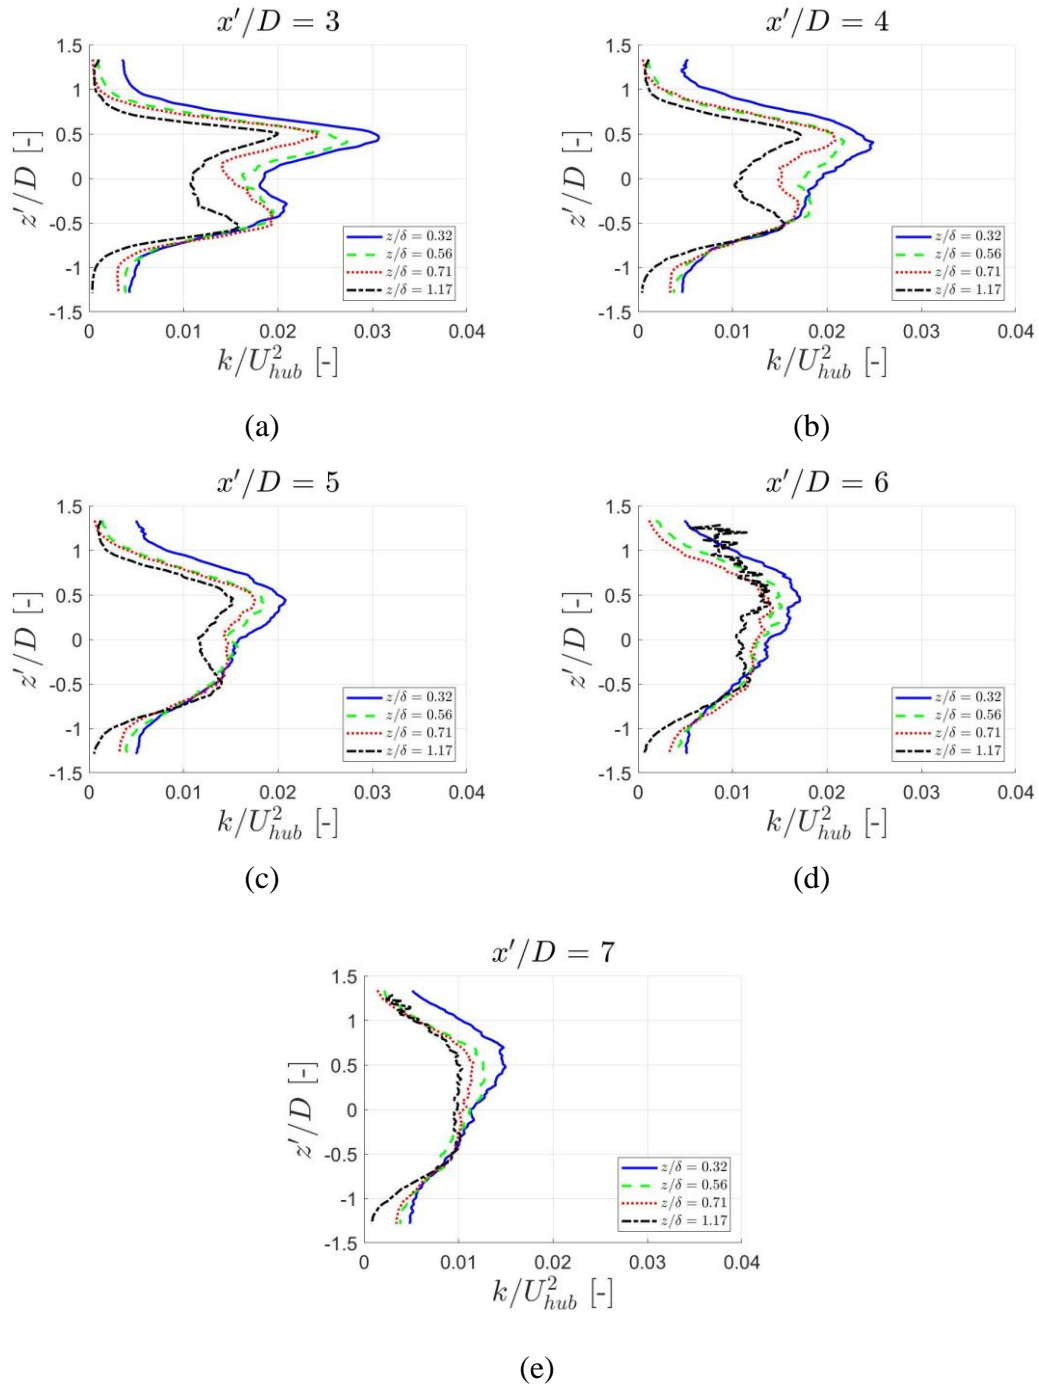 x′/D = 3
1.5
1
0.5
0
-0.5
-1
-1.5
z′/D [-]
z/δ = 0.32
z/δ = 0.56
z/δ = 0.71
z/δ = 1.17
0 0.01 0.02 0.03 0.04
k/U²hub [-]
(a)
x′/D = 4
1.5
1
0.5
0
-0.5
-1
-1.5
z′/D [-]
z/δ = 0.32
z/δ = 0.56
z/δ = 0.71
z/δ = 1.17
0 0.01 0.02 0.03 0.04
k/U²hub [-]
(b)
x′/D = 5
1.5
1
0.5
0
-0.5
-1
-1.5
z′/D [-]
z/δ = 0.32
z/δ = 0.56
z/δ = 0.71
z/δ = 1.17
0 0.01 0.02 0.03 0.04
k/U²hub [-]
(c)
x′/D = 6
1.5
1
0.5
0
-0.5
-1
-1.5
z′/D [-]
z/δ = 0.32
z/δ = 0.56
z/δ = 0.71
z/δ = 1.17
0 0.01 0.02 0.03 0.04
k/U²hub [-]
(d)
x′/D = 7
1.5
1
0.5
0
-0.5
-1
-1.5
z′/D [-]
z/δ = 0.32
z/δ = 0.56
z/δ = 0.71
z/δ = 1.17
0 0.01 0.02 0.03 0.04
k/U²hub [-]
(e)